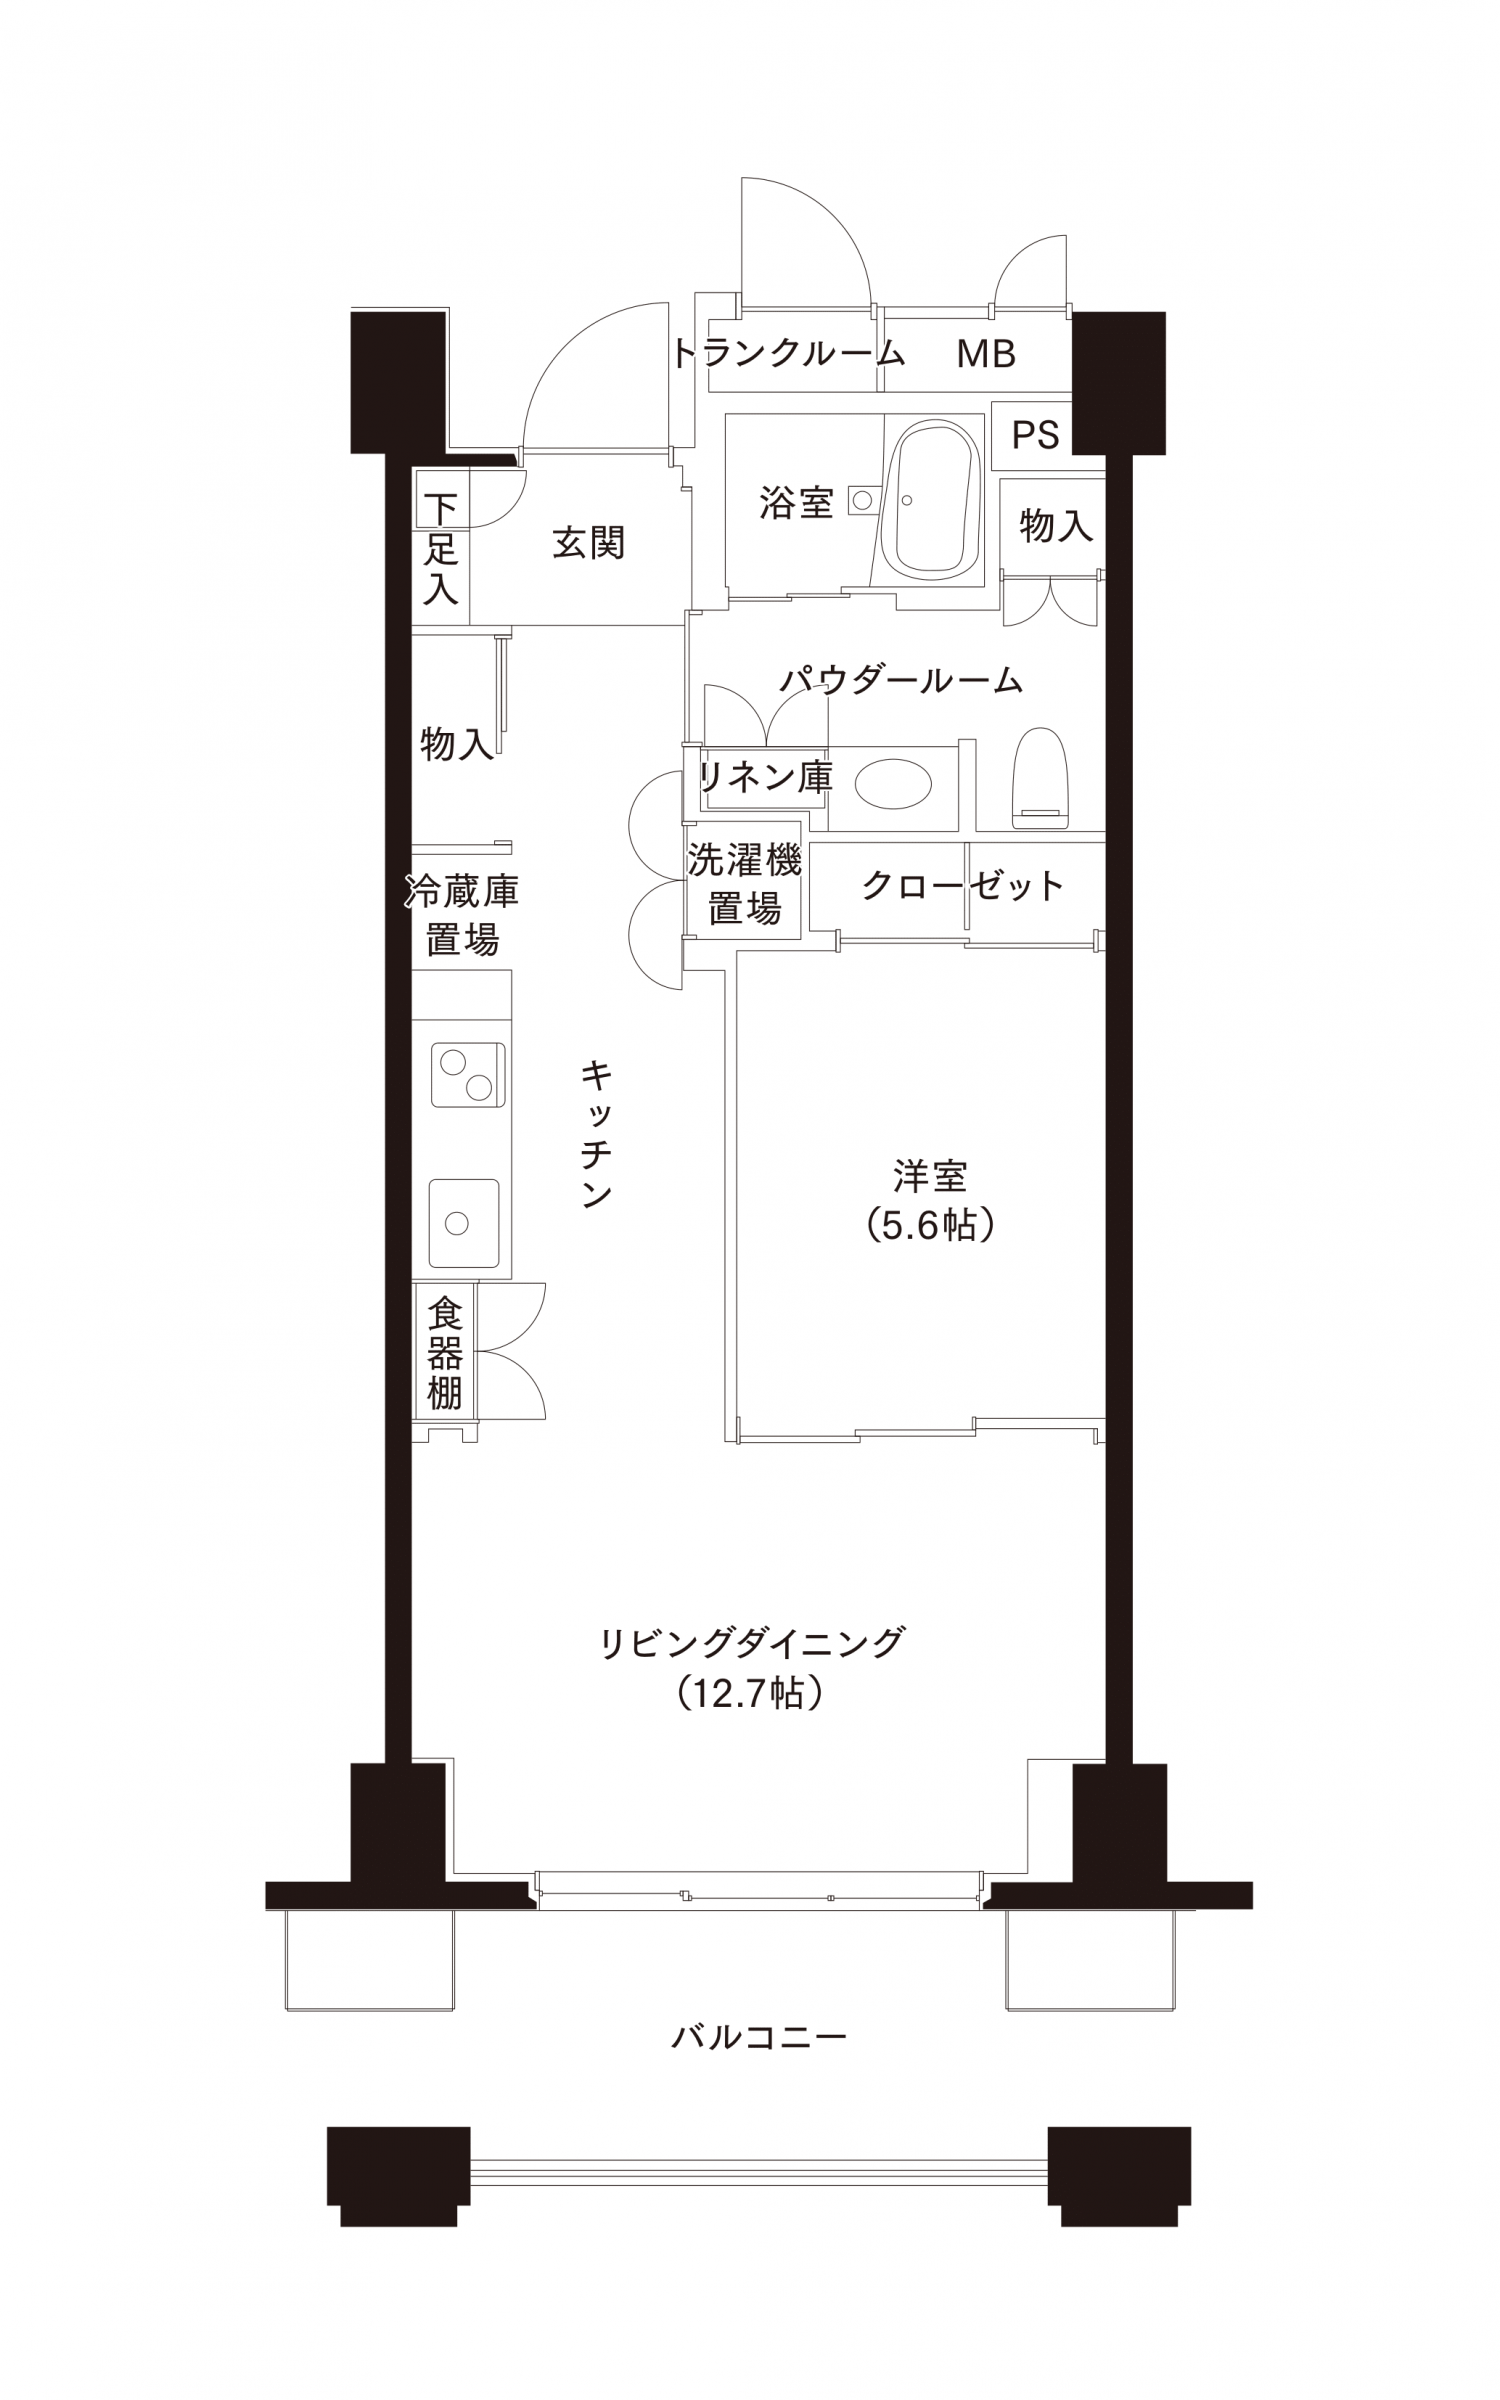 トランクルーム
MB
PS
下足入
玄関
浴室
物入
パウダールーム
物入
リネン庫
洗濯機
置場
クローゼット
冷蔵庫
置場
キッチン
洋室
（5.6帖）
食器棚
リビングダイニング
（12.7帖）
バルコニー